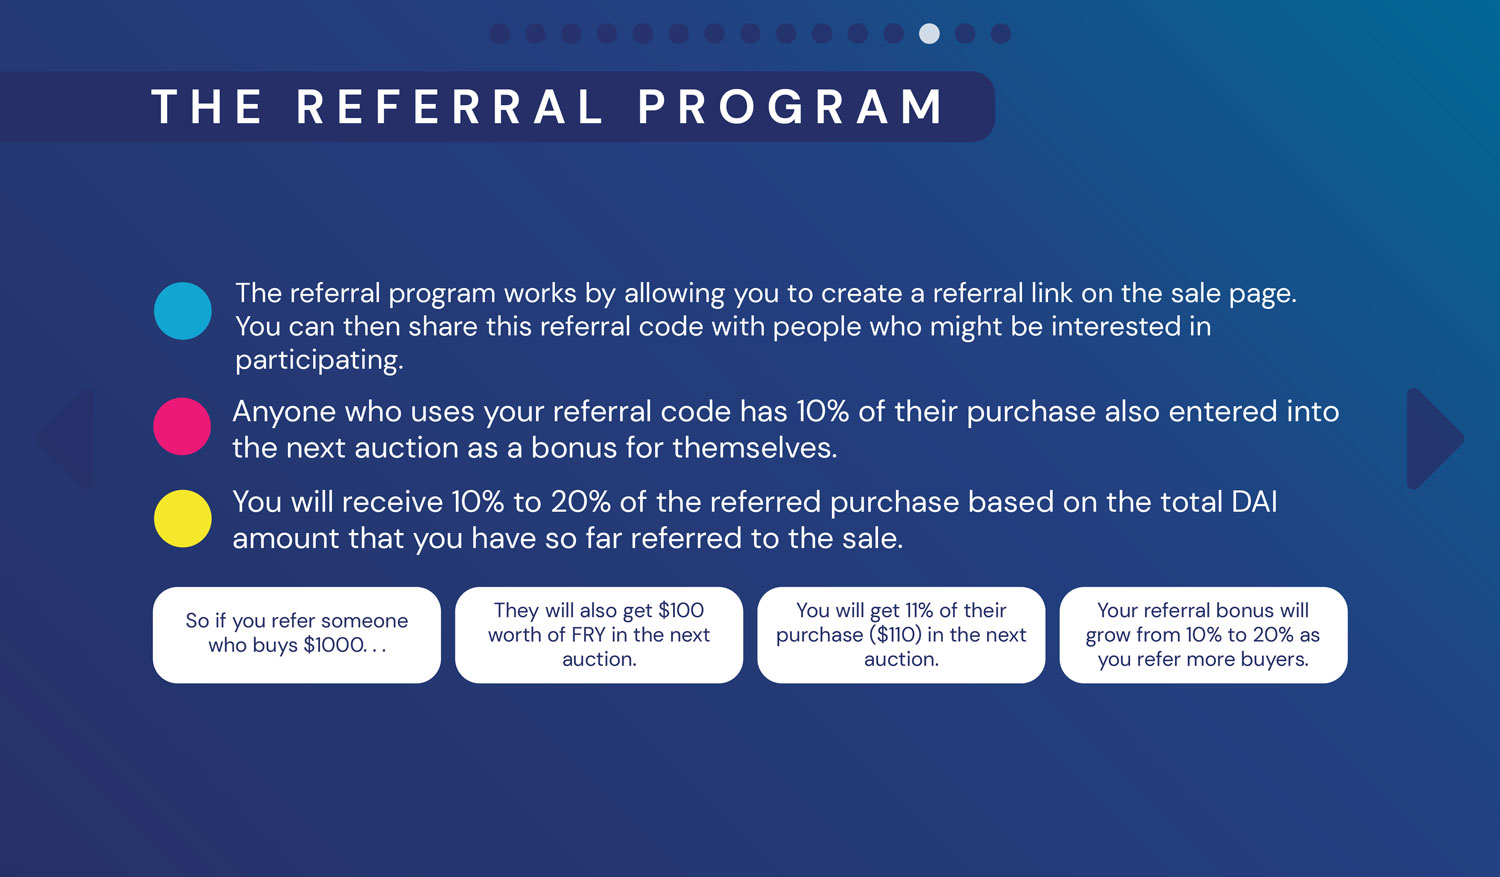 THE REFERRAL PROGRAM
The referral program works by allowing you to create a referral link on the sale page.
You can then share this referral code with people who might be interested in
participating.
Anyone who uses your referral code has 10% of their purchase also entered into
the next auction as a bonus for themselves.
You will receive 10% to 20% of the referred purchase based on the total DAI
amount that you have so far referred to the sale.
So if you refer someone
who buys $1000. . .
They will also get $100
worth of FRY in the next
auction.
You will get 11% of their
purchase ($110) in the next
auction.
Your referral bonus will
grow from 10% to 20% as
you refer more buyers.